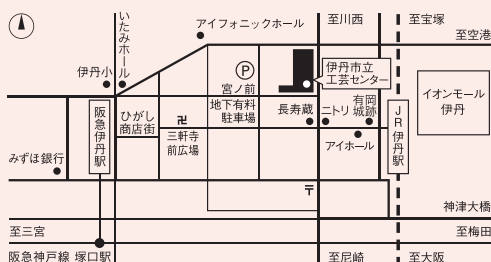 いたみホール
アイフォニックホール
至川西
至宝塚
至空港
伊丹小
P
伊丹市立
工芸センター
宮ノ前
地下有料
駐車場
イオンモール
伊丹
阪急伊丹駅
ひがし
商店街
卍
三軒寺
前広場
長寿蔵
ニトリ
有岡
城跡
アイホール
JR伊丹駅
みずほ銀行
〒
神津大橋
至三宮
至梅田
阪急神戸線 塚口駅
至尼崎
至大阪